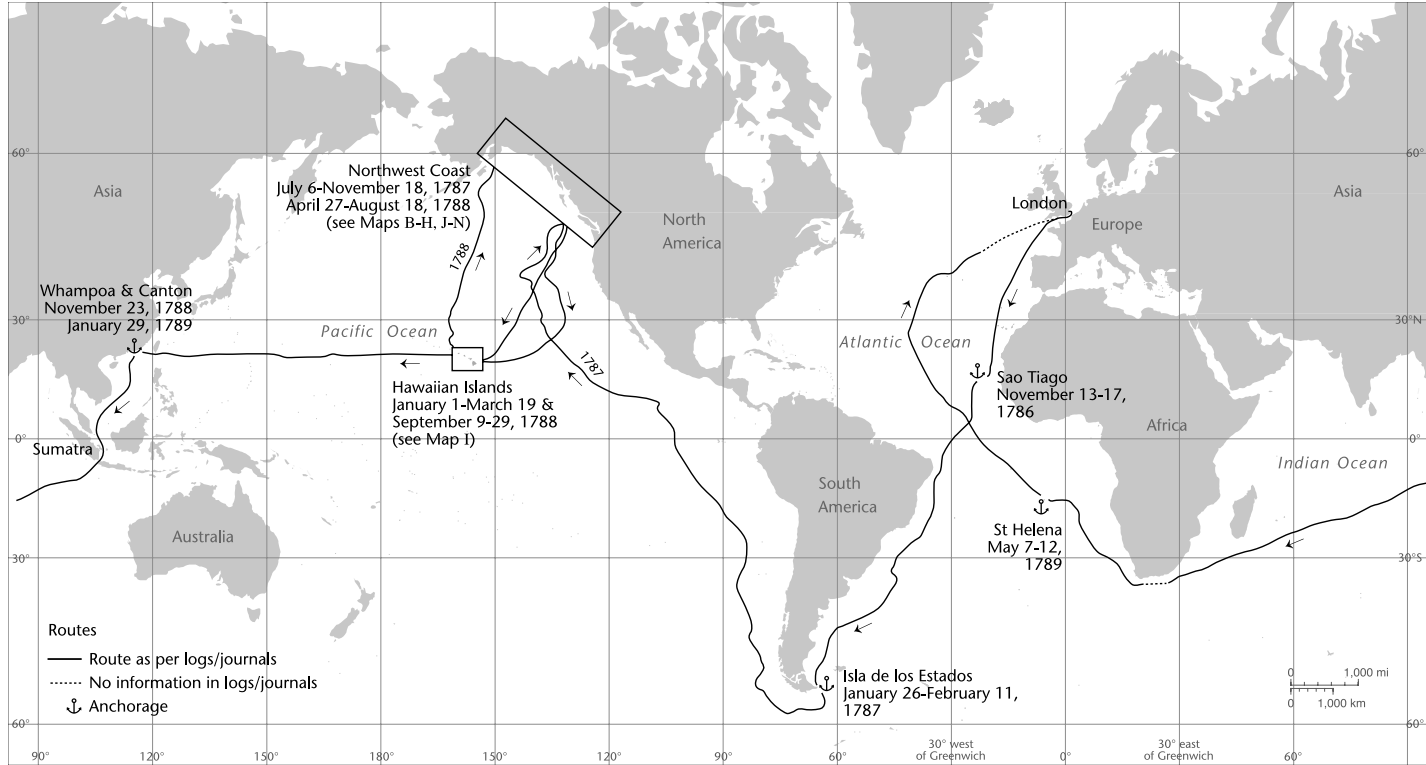 60°
60°
Northwest Coast
July 6-November 18, 1787
April 27-August 18, 1788
(see Maps B-H, J-N)
Asia
North
America
London
Europe
Asia
1788
Whampoa & Canton
November 23, 1788
January 29, 1789
30°
30°N
Pacific Ocean
Atlantic Ocean
1787
Hawaiian Islands
January 1-March 19 &
September 9-29, 1788
(see Map I)
Sao Tiago
November 13-17,
1786
Africa
0°
0°
Sumatra
Indian Ocean
South
America
Australia
St Helena
May 7-12,
1789
30°
30°S
Routes
Route as per logs/journals
No information in logs/journals
Anchorage
Isla de los Estados
January 26-February 11,
1787
0 1,000 mi
0 1,000 km
60°
60°
90°
120°
150°
180°
150°
120°
90°
60°
30° west
of Greenwich
0°
30° east
of Greenwich
60°